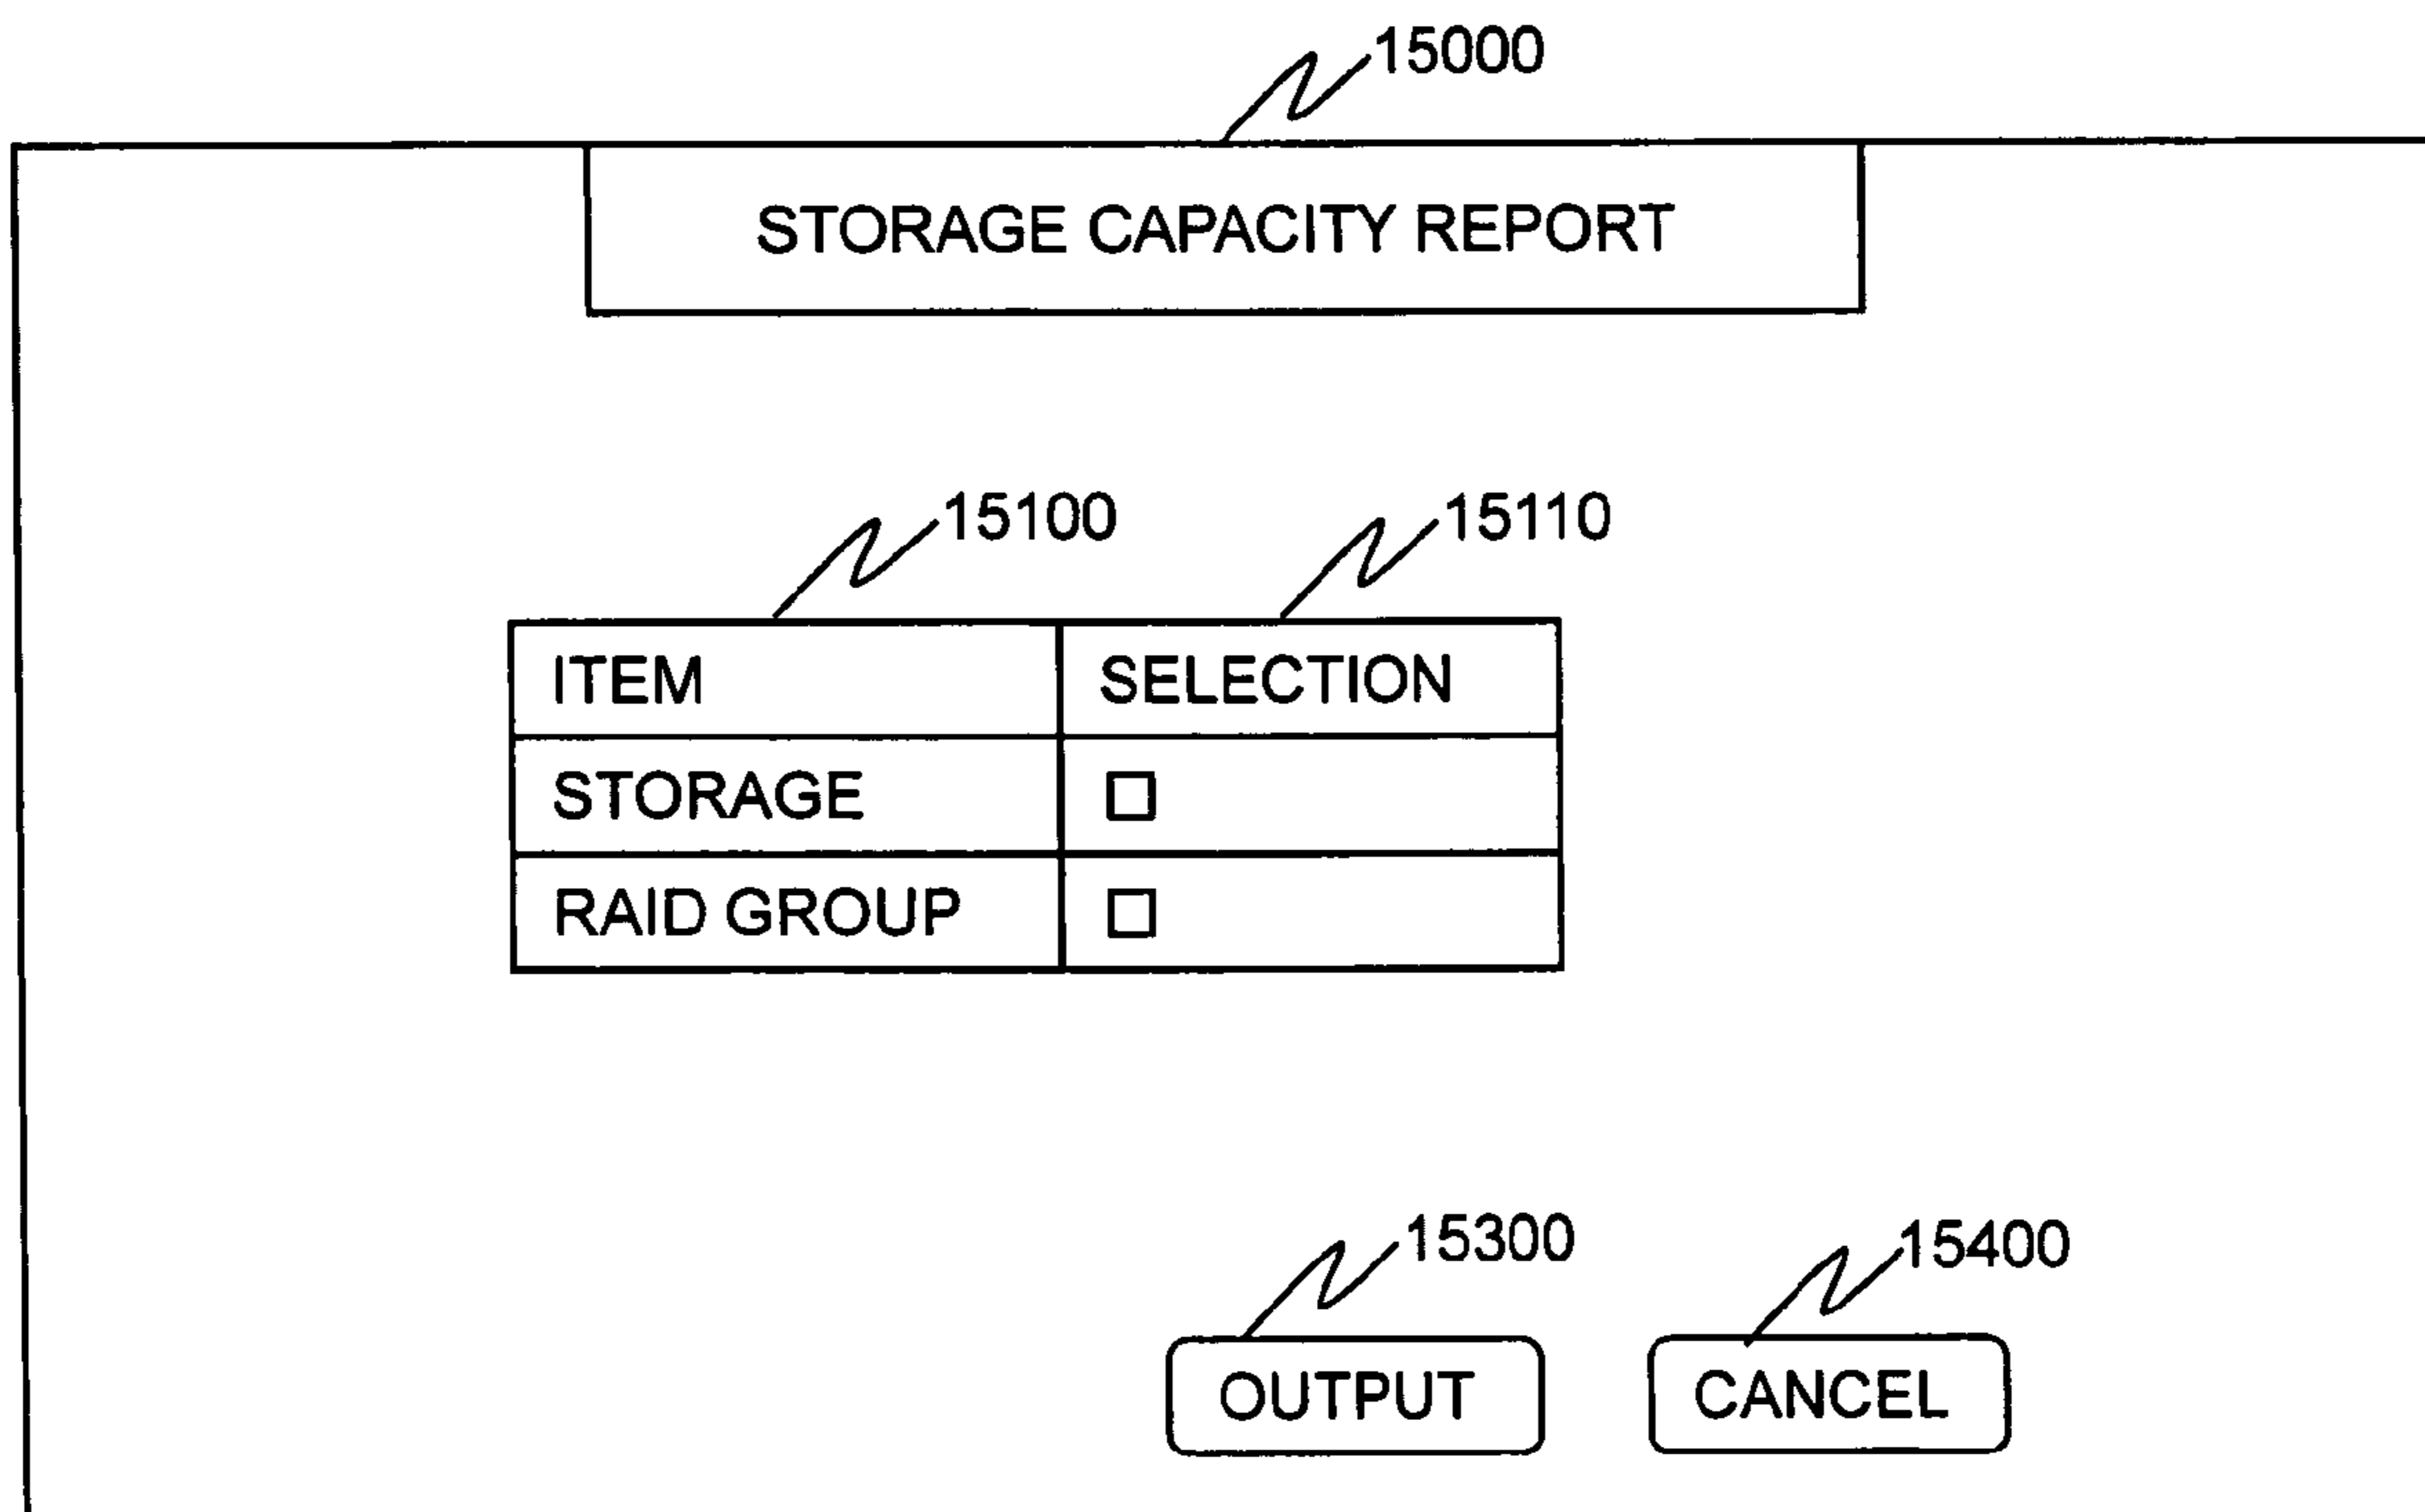 15000
STORAGE CAPACITY REPORT
15100 15110
ITEM SELECTION
STORAGE
RAID GROUP
15300 15400
OUTPUT CANCEL